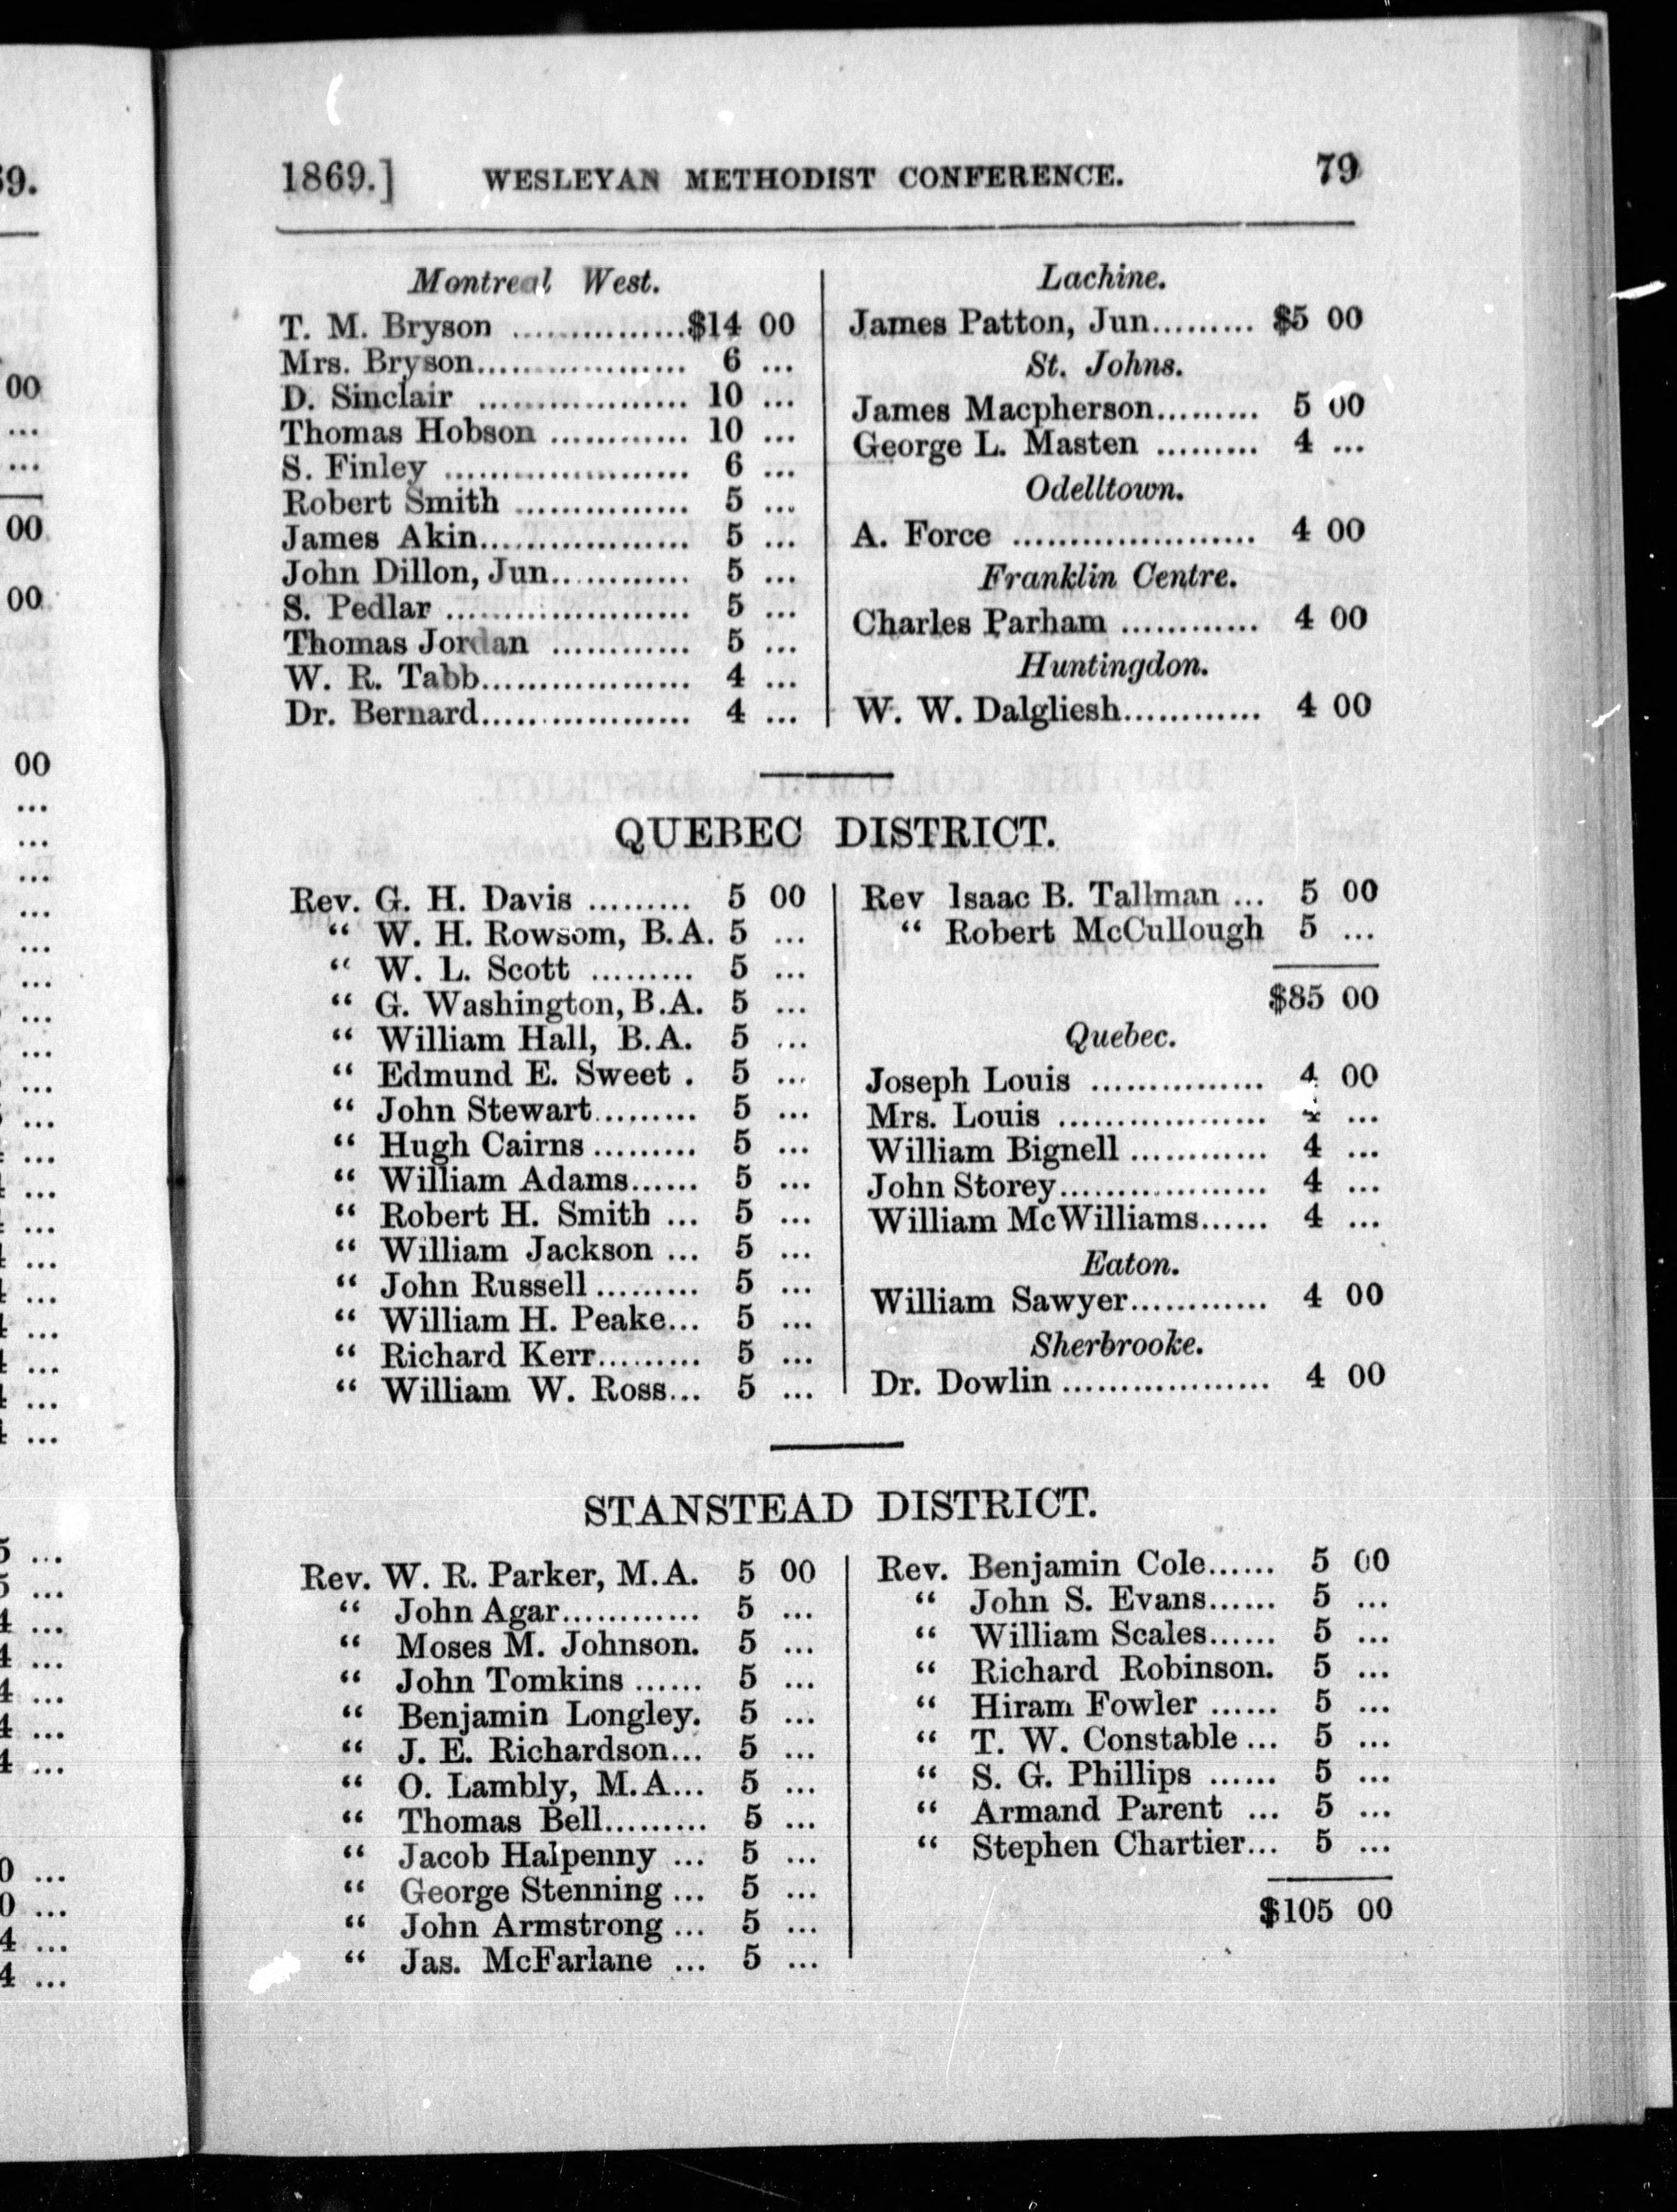 1869.] WESLEYAN METHODIST CONFERENCE. 79
Montreal West.
T. M. Bryson ...............$14 00
Mrs. Bryson.................. 6 ...
D. Sinclair .................. 10 ...
Thomas Hobson ............ 10 ...
S. Finley ..................... 6 ...
Robert Smith ............... 5 ...
James Akin.................. 5 ...
John Dillon, Jun............ 5 ...
S. Pedlar ..................... 5 ...
Thomas Jordan ............ 5 ...
W. R. Tabb.................. 4 ...
Dr. Bernard.................. 4 ...
Lachine.
James Patton, Jun......... $5 00
St. Johns.
James Macpherson......... 5 00
George L. Masten ......... 4 ...
Odelltown.
A. Force ..................... 4 00
Franklin Centre.
Charles Parham ............ 4 00
Huntingdon.
W. W. Dalgliesh............ 4 00
QUEBEC DISTRICT.
Rev. G. H. Davis ......... 5 00
“ W. H. Rowsom, B.A. 5 ...
“ W. L. Scott ......... 5 ...
“ G. Washington, B.A. 5 ...
“ William Hall, B.A. 5 ...
“ Edmund E. Sweet . 5 ...
“ John Stewart......... 5 ...
“ Hugh Cairns ......... 5 ...
“ William Adams...... 5 ...
“ Robert H. Smith ... 5 ...
“ William Jackson ... 5 ...
“ John Russell ......... 5 ...
“ William H. Peake... 5 ...
“ Richard Kerr......... 5 ...
“ William W. Ross... 5 ...
Rev Isaac B. Tallman ... 5 00
“ Robert McCullough 5 ...
$85 00
Quebec.
Joseph Louis ............... 4 00
Mrs. Louis .................. 4 ...
William Bignell ............ 4 ...
John Storey.................. 4 ...
William McWilliams...... 4 ...
Eaton.
William Sawyer............ 4 00
Sherbrooke.
Dr. Dowlin .................. 4 00
STANSTEAD DISTRICT.
Rev. W. R. Parker, M.A. 5 00
“ John Agar............ 5 ...
“ Moses M. Johnson. 5 ...
“ John Tomkins ...... 5 ...
“ Benjamin Longley. 5 ...
“ J. E. Richardson... 5 ...
“ O. Lambly, M.A... 5 ...
“ Thomas Bell......... 5 ...
“ Jacob Halpenny ... 5 ...
“ George Stenning ... 5 ...
“ John Armstrong ... 5 ...
“ Jas. McFarlane ... 5 ...
Rev. Benjamin Cole...... 5 00
“ John S. Evans...... 5 ...
“ William Scales...... 5 ...
“ Richard Robinson. 5 ...
“ Hiram Fowler ...... 5 ...
“ T. W. Constable ... 5 ...
“ S. G. Phillips ...... 5 ...
“ Armand Parent ... 5 ...
“ Stephen Chartier... 5 ...
$105 00